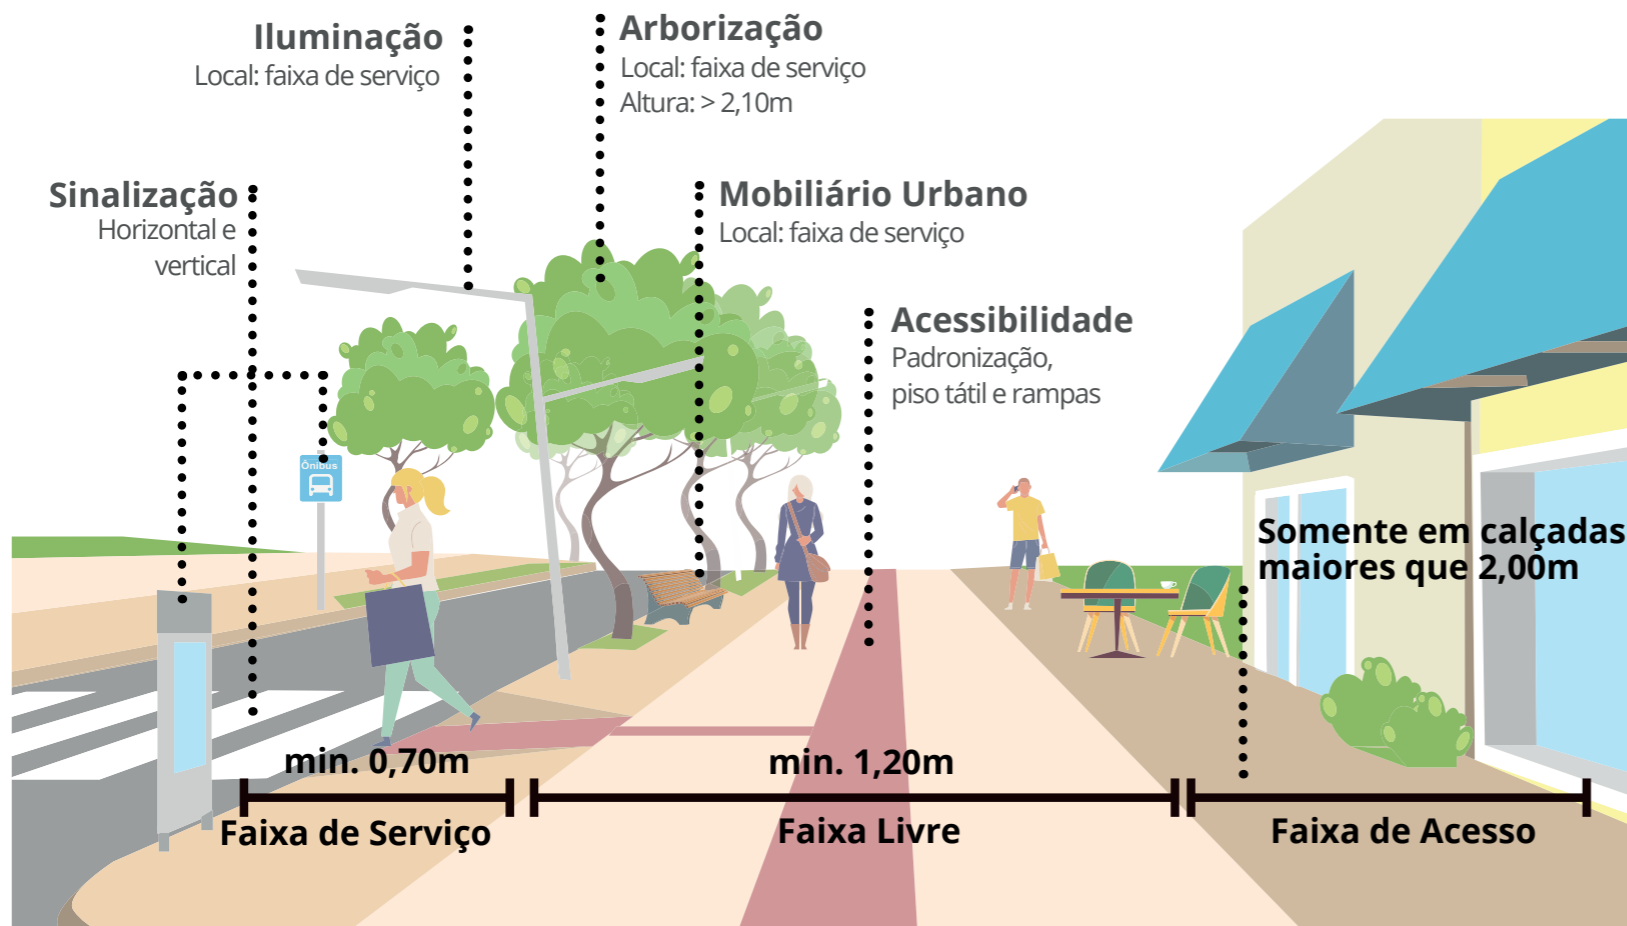 Iluminação
Local: faixa de serviço
Arborização
Local: faixa de serviço
Altura: > 2,10m
Sinalização
Horizontal e
vertical
Mobiliário Urbano
Local: faixa de serviço
Acessibilidade
Padronização,
piso tátil e rampas
Ônibus
Somente em calçadas
maiores que 2,00m
min. 0,70m
Faixa de Serviço
min. 1,20m
Faixa Livre
Faixa de Acesso